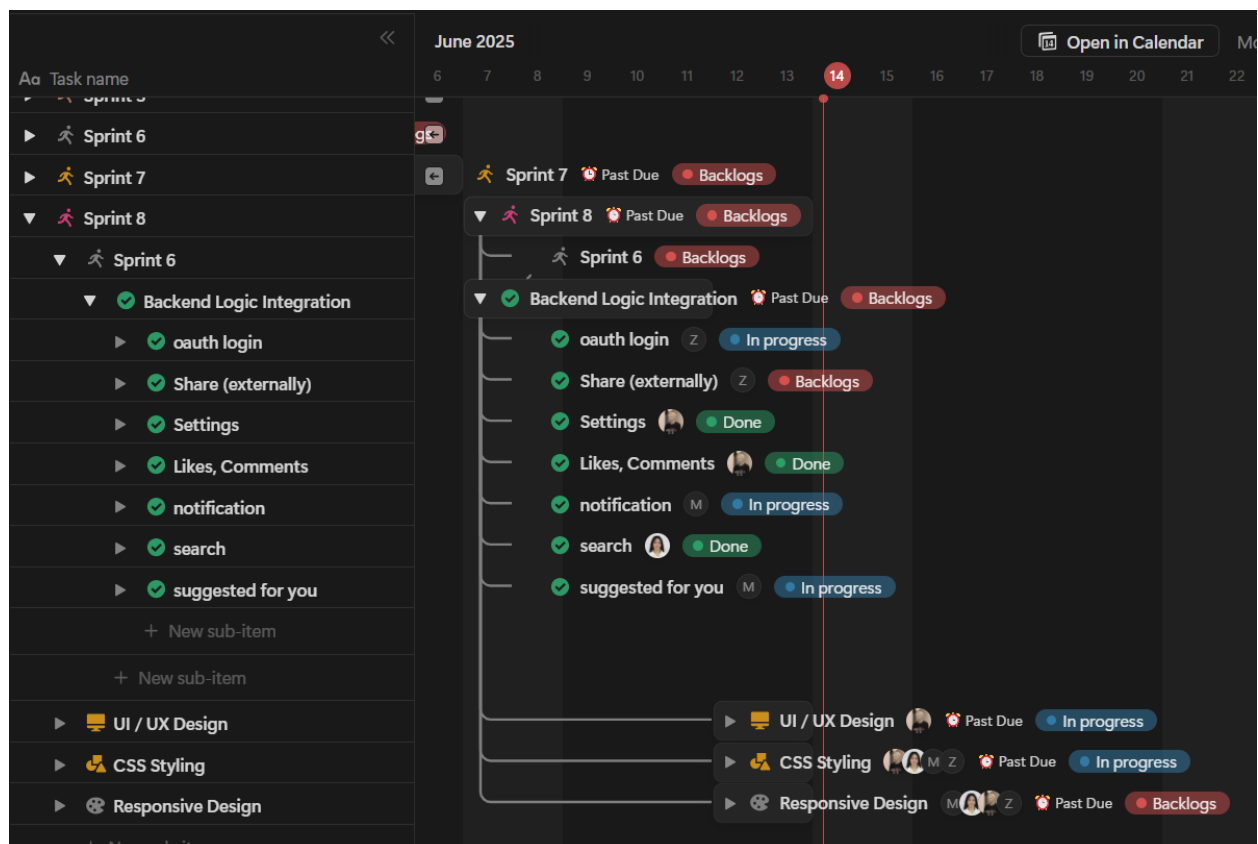 June 2025
Open in Calendar
Aa Task name
6 7 8 9 10 11 12 13 14 15 16 17 18 19 20 21 22
Sprint 6
Sprint 7 Sprint 7 Past Due Backlogs
Sprint 8 Sprint 8 Past Due Backlogs
Sprint 6 Sprint 6 Backlogs
Backend Logic Integration Backend Logic Integration Past Due Backlogs
oauth login oauth login Z In progress
Share (externally) Share (externally) Z Backlogs
Settings Settings Done
Likes, Comments Likes, Comments Done
notification notification M In progress
search search Done
suggested for you suggested for you M In progress
+ New sub-item
+ New sub-item
UI / UX Design UI / UX Design Past Due In progress
CSS Styling CSS Styling M Z Past Due In progress
Responsive Design Responsive Design M Z Past Due Backlogs